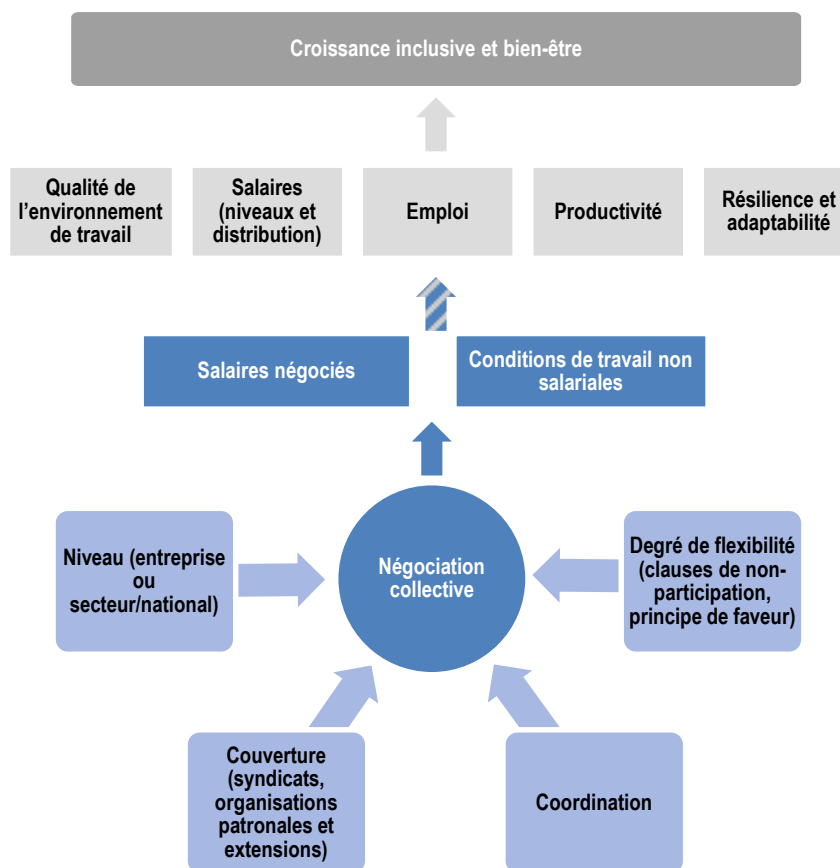 Croissance inclusive et bien-être
Qualité de
l'environnement
de travail
Salaires
(niveaux et
distribution)
Emploi
Productivité
Résilience et
adaptabilité
Salaires négociés
Conditions de travail non
salariales
Négociation
collective
Niveau (entreprise
ou
secteur/national)
Degré de flexibilité
(clauses de non-
participation,
principe de faveur)
Couverture
(syndicats,
organisations
patronales et
extensions)
Coordination